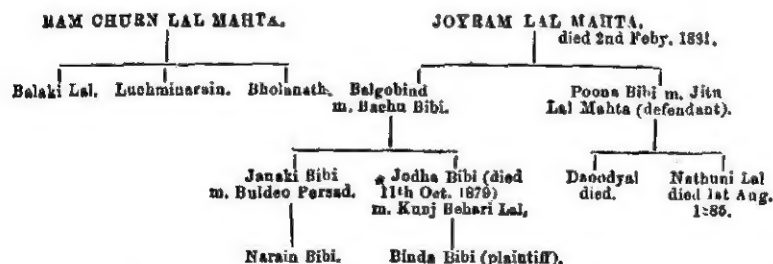 RAM CHURN LAL MAHTA.
JOYRAM LAL MAHTA.
died 2nd Feby. 1831.
Balaki Lal. Luchminarain. Bholanath.
Balgobind
m. Bachu Bibi.
Poona Bibi m. Jitu
Lal Mahta (defendant).
Janaki Bibi
m. Buldeo Persad.
Jodha Bibi (died
11th Oct. 1879)
m. Kunj Behari Lal.
Daoodyal
died.
Nathuni Lal
died 1st Aug.
1885.
Narain Bibi. Binda Bibi (plaintiff).